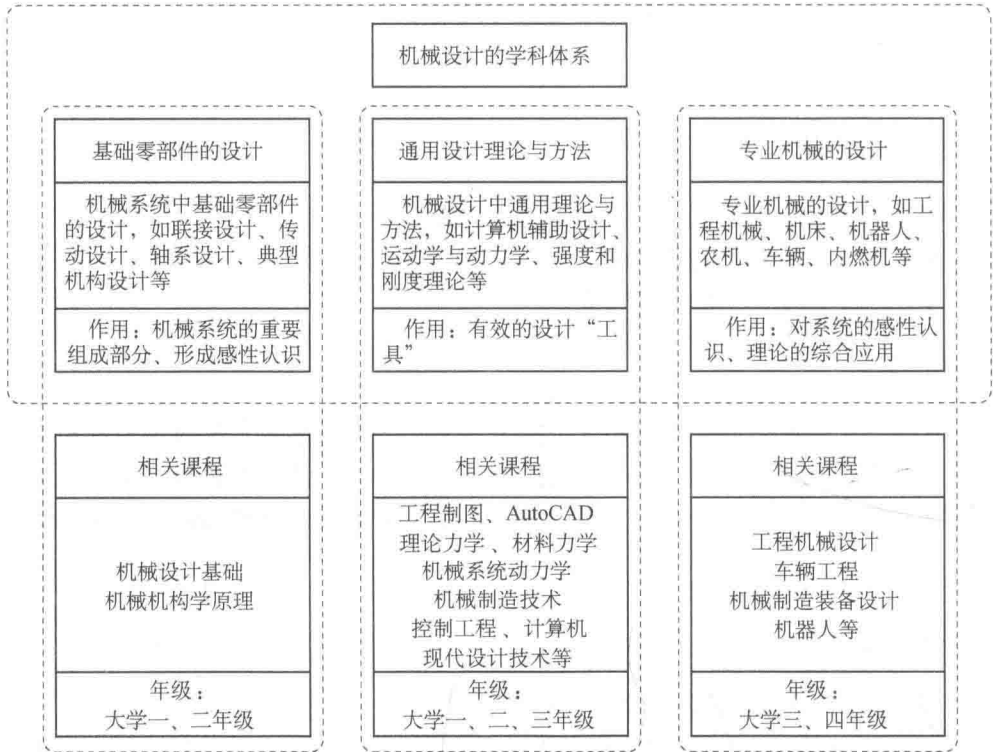 机械设计的学科体系
基础零部件的设计
机械系统中基础零部件
的设计，如联接设计、传
动设计、轴系设计、典型
机构设计等
作用：机械系统的重要
组成部分、形成感性认识
通用设计理论与方法
机械设计中通用理论与
方法，如计算机辅助设计、
运动学与动力学、强度和
刚度理论等
作用：有效的设计“工
具”
专业机械的设计
专业机械的设计，如工
程机械、机床、机器人、
农机、车辆、内燃机等
作用：对系统的感性认
识、理论的综合应用
相关课程
机械设计基础
机械机构学原理
年级：
大学一、二年级
相关课程
工程制图、AutoCAD
理论力学、材料力学
机械系统动力学
机械制造技术
控制工程、计算机
现代设计技术等
年级：
大学一、二、三年级
相关课程
工程机械设计
车辆工程
机械制造装备设计
机器人等
年级：
大学三、四年级